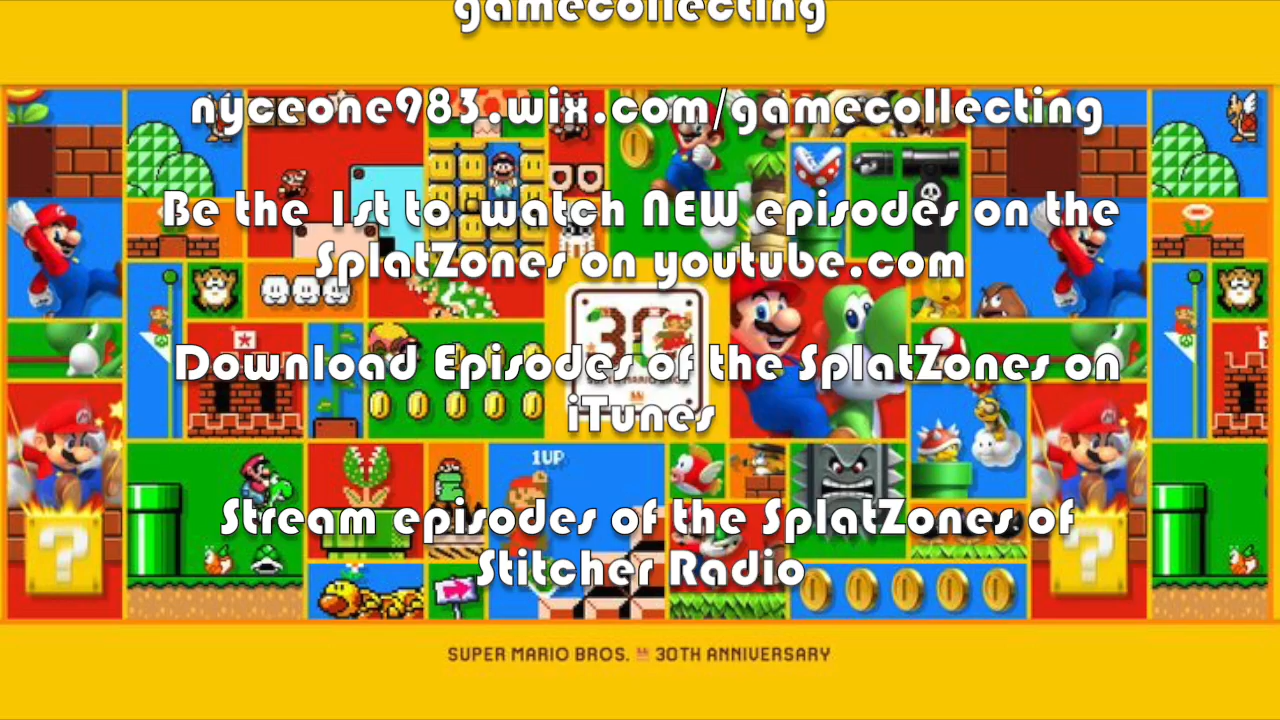 gamecollecting
nyceone983.wix.com/gamecollecting
Be the 1st to watch NEW episodes on the
SplatZones on youtube.com
Download Episodes of the SplatZones on
iTunes
1UP
Stream episodes of the SplatZones of
Stitcher Radio
SUPER MARIO BROS. 30TH ANNIVERSARY